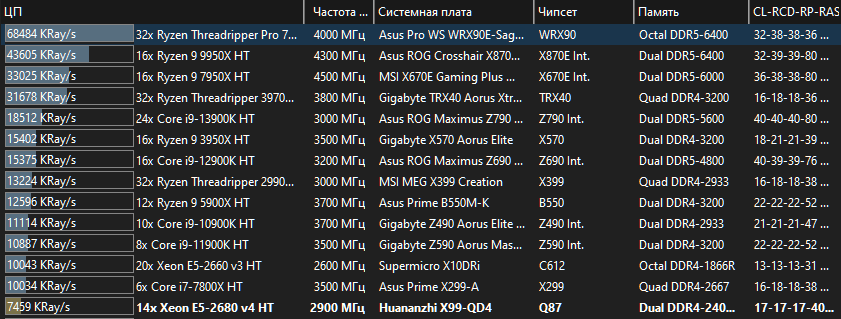 ЦП Частота ... Системная плата Чипсет Память CL-RCD-RP-RAS
68484 KRay/s 32x Ryzen Threadripper Pro 7... 4000 МГц Asus Pro WS WRX90E-Sag... WRX90 Octal DDR5-6400 32-38-38-36 ...
43605 KRay/s 16x Ryzen 9 9950X HT 4300 МГц Asus ROG Crosshair X870... X870E Int. Dual DDR5-6400 32-39-39-80
33025 KRay/s 16x Ryzen 9 7950X HT 4500 МГц MSI X670E Gaming Plus ... X670E Int. Dual DDR5-6000 36-38-38-80
31678 KRay/s 32x Ryzen Threadripper 3970... 3800 МГц Gigabyte TRX40 Aorus Xtr... TRX40 Quad DDR4-3200 16-18-18-36
18512 KRay/s 24x Core i9-13900K HT 3000 МГц Asus ROG Maximus Z790 ... Z790 Int. Dual DDR5-5600 40-40-40-80
15402 KRay/s 16x Ryzen 9 3950X HT 3500 МГц Gigabyte X570 Aorus Elite X570 Dual DDR4-3200 18-21-21-39
15375 KRay/s 16x Core i9-12900K HT 3200 МГц Asus ROG Maximus Z690 ... Z690 Int. Dual DDR5-4800 40-39-39-76
13224 KRay/s 32x Ryzen Threadripper 2990... 3000 МГц MSI MEG X399 Creation X399 Quad DDR4-2933 16-18-18-38
12596 KRay/s 12x Ryzen 9 5900X HT 3700 МГц Asus Prime B550M-K B550 Dual DDR4-3200 22-22-22-52
11114 KRay/s 10x Core i9-10900K HT 3700 МГц Gigabyte Z490 Aorus Elite ... Z490 Int. Dual DDR4-2933 21-21-21-47
10887 KRay/s 8x Core i9-11900K HT 3500 МГц Gigabyte Z590 Aorus Mas... Z590 Int. Dual DDR4-3200 22-22-22-52
10043 KRay/s 20x Xeon E5-2660 v3 HT 2600 МГц Supermicro X10DRi C612 Octal DDR4-1866R 13-13-13-31
10034 KRay/s 6x Core i7-7800X HT 3500 МГц Asus Prime X299-A X299 Quad DDR4-2667 16-18-18-36
7459 KRay/s 14x Xeon E5-2680 v4 HT 2900 МГц Huananzhi X99-QD4 Q87 Dual DDR4-240... 17-17-17-40...